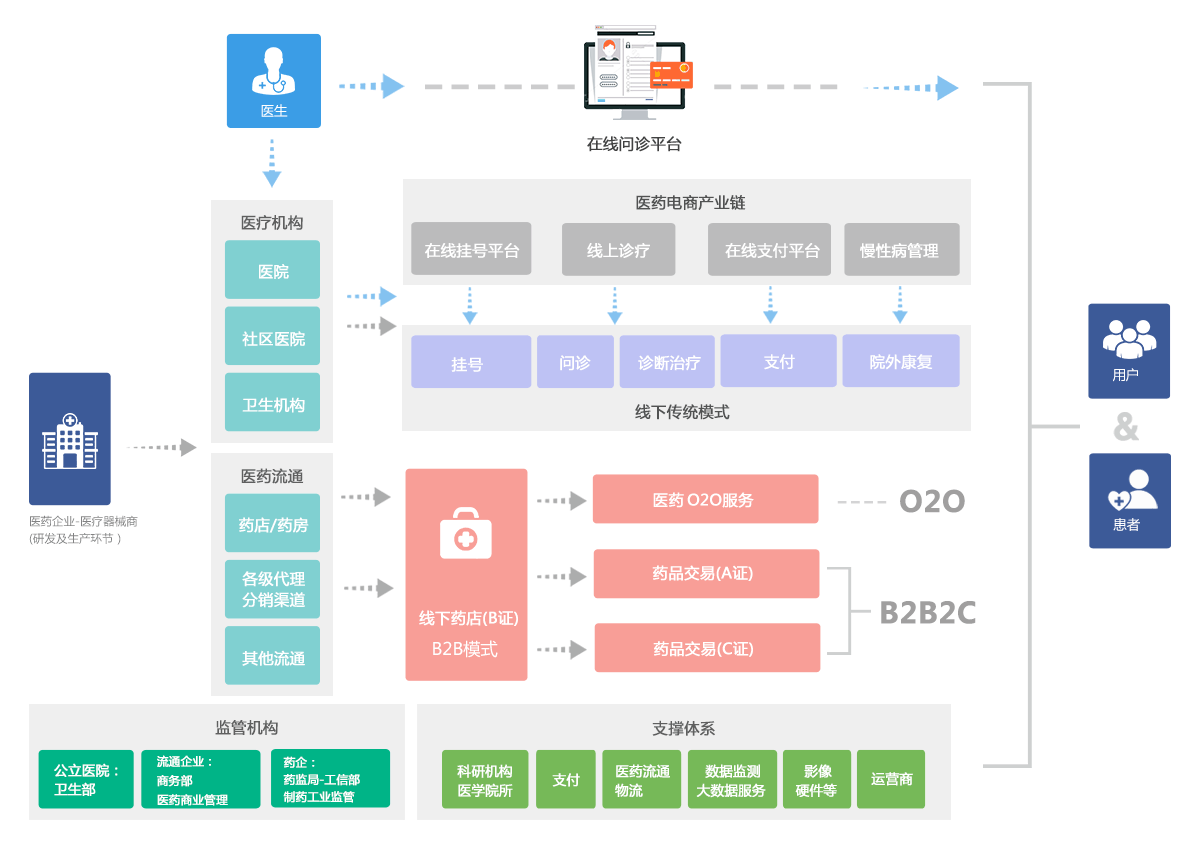 医生
在线问诊平台
医疗机构
医院
社区医院
卫生机构
医药电商产业链
在线挂号平台
线上诊疗
在线支付平台
慢性病管理
挂号
问诊
诊断治疗
支付
院外康复
线下传统模式
医药企业-医疗器械商
(研发及生产环节 )
医药流通
药店/药房
各级代理
分销渠道
其他流通
线下药店(B证)
B2B模式
医药 O2O服务
药品交易(A证)
药品交易(C证)
O2O
B2B2C
用户
&
患者
监管机构
公立医院：
卫生部
流通企业：
商务部
医药商业管理
药企：
药监局-工信部
制药工业监管
支撑体系
科研机构
医学院所
支付
医药流通
物流
数据监测
大数据服务
影像
硬件等
运营商